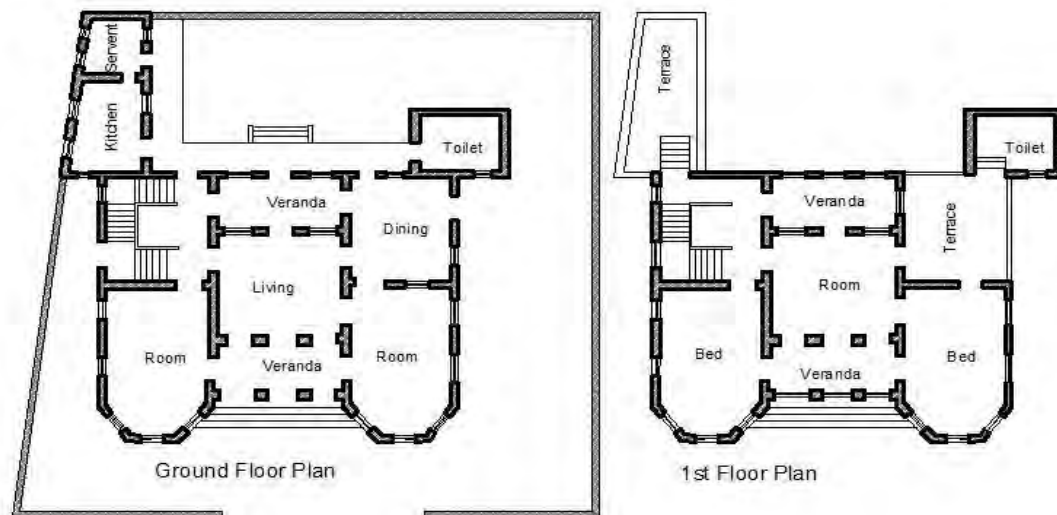 Servent
Kitchen
Toilet
Veranda
Dining
Living
Room
Veranda
Room
Ground Floor Plan
Terrace
Toilet
Veranda
Terrace
Room
Bed
Veranda
Bed
1st Floor Plan